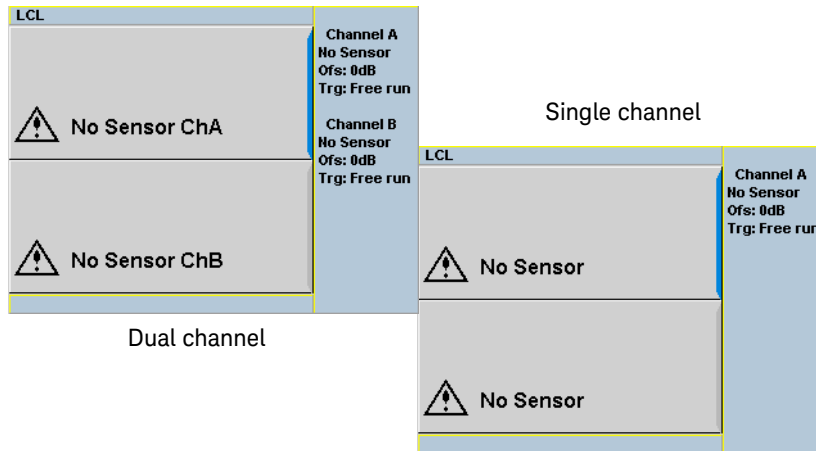 LCL
No Sensor ChA
No Sensor ChB
Channel A
No Sensor
Ofs: 0dB
Trg: Free run
Channel B
No Sensor
Ofs: 0dB
Trg: Free run
Dual channel
Single channel
LCL
No Sensor
No Sensor
Channel A
No Sensor
Ofs: 0dB
Trg: Free run